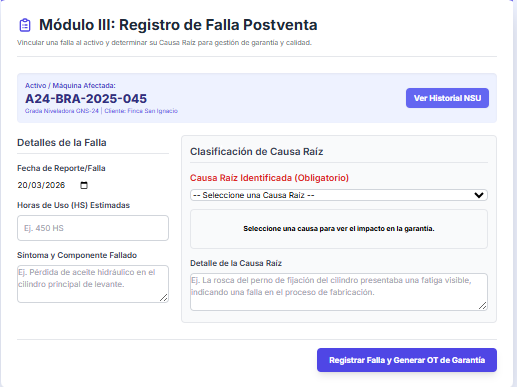 Módulo III: Registro de Falla Postventa
Vincular una falla al activo y determinar su Causa Raíz para gestión de garantía y calidad.
Activo / Máquina Afectada:
A24-BRA-2025-045
Grada Niveladora GNS-24 | Cliente: Finca San Ignacio
Ver Historial NSU
Detalles de la Falla
Fecha de Reporte/Falla
20/03/2026
Horas de Uso (HS) Estimadas
Ej. 450 HS
Síntoma y Componente Fallado
Ej. Pérdida de aceite hidráulico en el
cilindro principal de levante.
Clasificación de Causa Raíz
Causa Raíz Identificada (Obligatorio)
-- Seleccione una Causa Raíz --
Seleccione una causa para ver el impacto en la garantía.
Detalle de la Causa Raíz
Ej. La rosca del perno de fijación del cilindro presentaba una fatiga visible,
indicando una falla en el proceso de fabricación.
Registrar Falla y Generar OT de Garantía